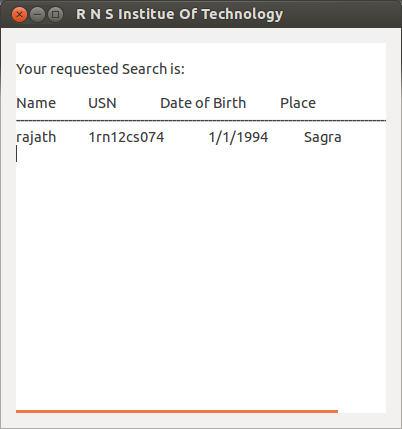 R N S Institue Of Technology
Your requested Search is:
Name USN Date of Birth Place
rajath 1rn12cs074 1/1/1994 Sagra